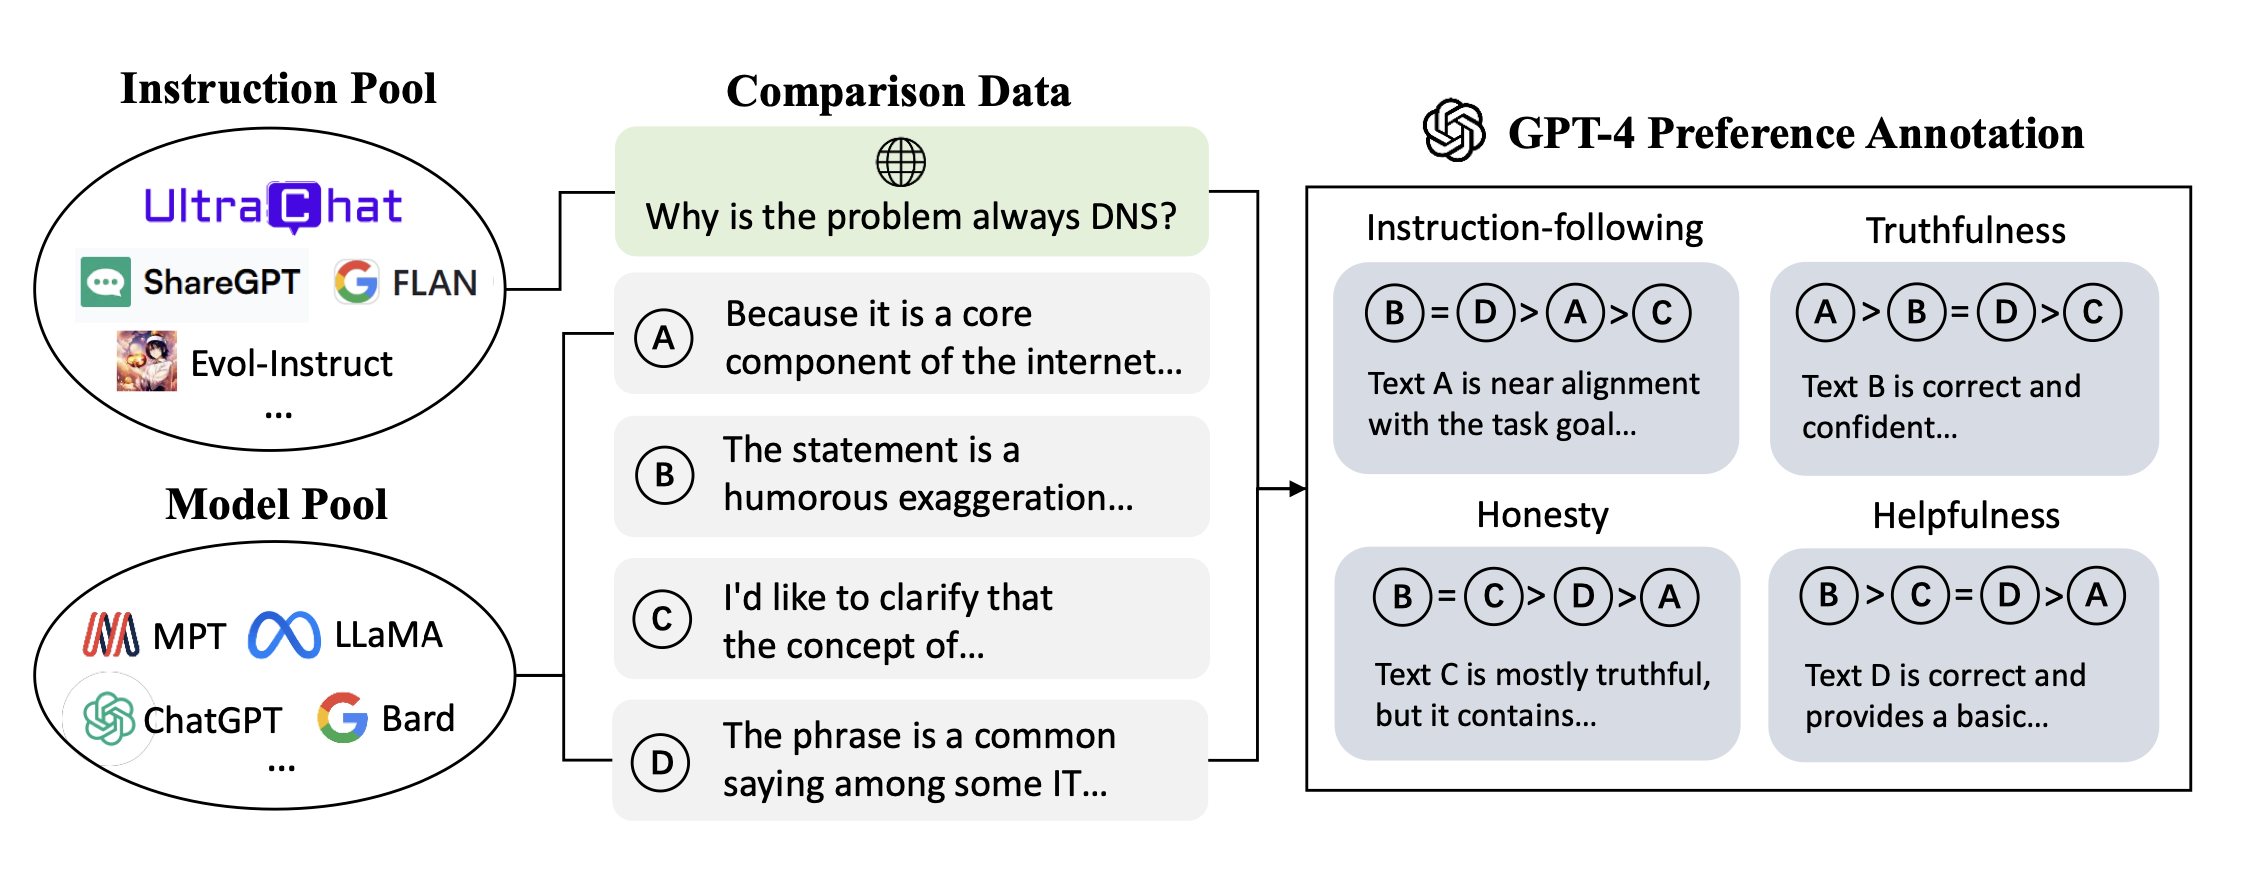 Instruction Pool
UltraChat
ShareGPT
FLAN
Evol-Instruct
...
Model Pool
MPT
LLaMA
ChatGPT
Bard
...
Comparison Data
Why is the problem always DNS?
A
Because it is a core
component of the internet...
B
The statement is a
humorous exaggeration...
C
I'd like to clarify that
the concept of...
D
The phrase is a common
saying among some IT...
GPT-4 Preference Annotation
Instruction-following
B = D > A > C
Text A is near alignment
with the task goal...
Truthfulness
A > B = D > C
Text B is correct and
confident...
Honesty
B = C > D > A
Text C is mostly truthful,
but it contains...
Helpfulness
B > C = D > A
Text D is correct and
provides a basic...